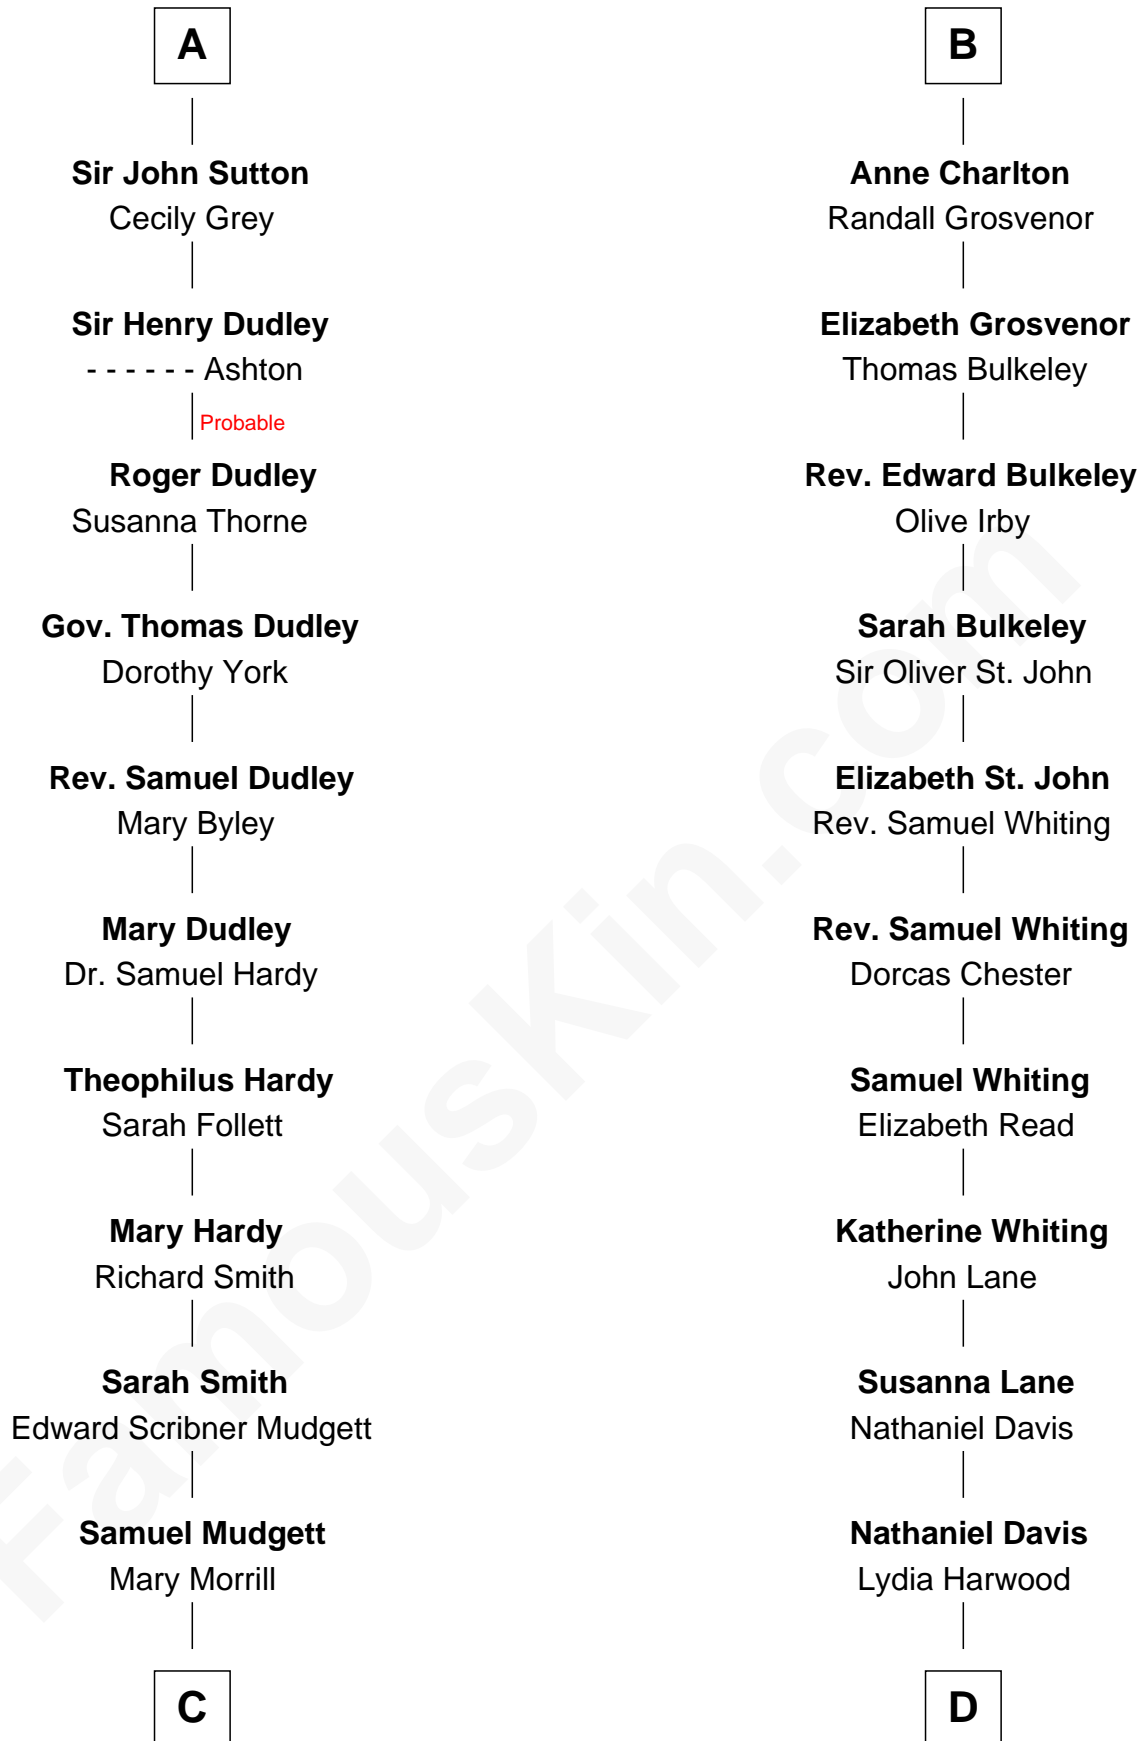 A
Sir John Sutton
Cecily Grey
Sir Henry Dudley
- - - - - - Ashton
Probable
Roger Dudley
Susanna Thorne
Gov. Thomas Dudley
Dorothy York
Rev. Samuel Dudley
Mary Byley
Mary Dudley
Dr. Samuel Hardy
Theophilus Hardy
Sarah Follett
Mary Hardy
Richard Smith
Sarah Smith
Edward Scribner Mudgett
Samuel Mudgett
Mary Morrill
C
B
Anne Charlton
Randall Grosvenor
Elizabeth Grosvenor
Thomas Bulkeley
Rev. Edward Bulkeley
Olive Irby
Sarah Bulkeley
Sir Oliver St. John
Elizabeth St. John
Rev. Samuel Whiting
Rev. Samuel Whiting
Dorcas Chester
Samuel Whiting
Elizabeth Read
Katherine Whiting
John Lane
Susanna Lane
Nathaniel Davis
Nathaniel Davis
Lydia Harwood
D
FamousKin.com